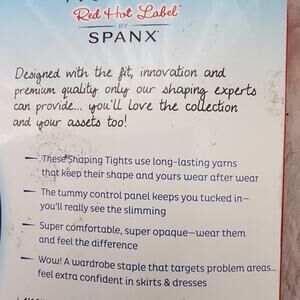 Red Hot Label™
BY
SPANX®
Designed with the fit, innovation and
premium quality only our shaping experts
can provide... you'll love the collection
and your assets too!
— These Shaping Tights use long-lasting yarns
that keep their shape and yours wear after wear
— The tummy control panel keeps you tucked in—
you'll really see the slimming
— Super comfortable, super opaque—wear them
and feel the difference
— Wow! A wardrobe staple that targets problem areas...
feel extra confident in skirts & dresses